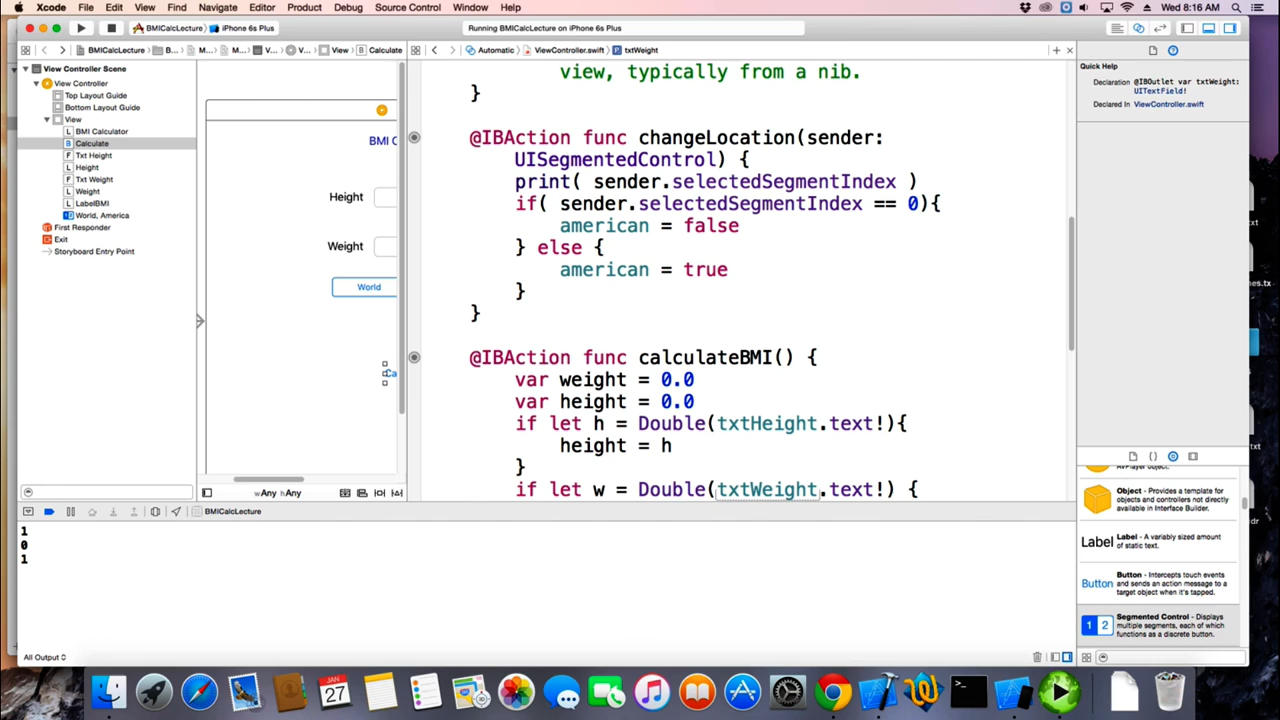 Xcode File Edit View Find Navigate Editor Product Debug Source Control Window Help
Wed 8:16 AM
BMICalcLecture iPhone 6s Plus
Running BMICalcLecture on iPhone 6s Plus
BMICalcLecture B... M... M... V... V... View Calculate
Automatic ViewController.swift txtWeight
View Controller Scene
View Controller
Top Layout Guide
Bottom Layout Guide
View
L BMI Calculator
B Calculate
F Txt Height
L Height
F Txt Weight
L Weight
L LabelBMI
World, America
First Responder
Exit
Storyboard Entry Point
BMI C
Height
Weight
World
Ca
wAny hAny
view, typically from a nib.
}
@IBAction func changeLocation(sender:
UISegmentedControl) {
print( sender.selectedSegmentIndex )
if( sender.selectedSegmentIndex == 0){
american = false
} else {
american = true
}
}
@IBAction func calculateBMI() {
var weight = 0.0
var height = 0.0
if let h = Double(txtHeight.text!){
height = h
}
if let w = Double(txtWeight.text!) {
Quick Help
Declaration @IBOutlet var txtWeight:
UITextField!
Declared In ViewController.swift
AVPlayer object.
Object - Provides a template for
objects and controllers not directly
available in Interface Builder.
Label Label - A variably sized amount
of static text.
Button Button - Intercepts touch events
and sends an action message to a
target object when it's tapped.
1 2 Segmented Control - Displays
multiple segments, each of which
functions as a discrete button.
BMICalcLecture
1
0
1
All Output
JAN
27